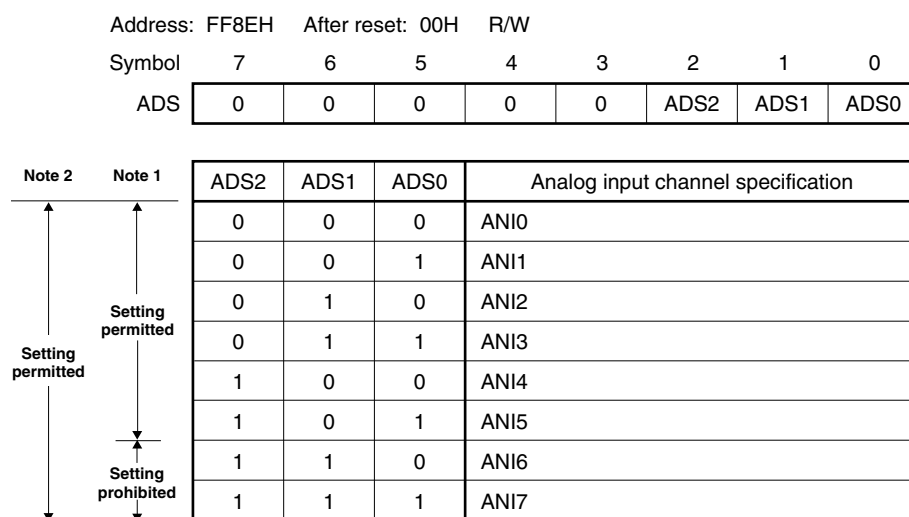 Address: FF8EH After reset: 00H R/W
Symbol 7 6 5 4 3 2 1 0
ADS 0 0 0 0 0 ADS2 ADS1 ADS0
Note 2 Note 1 ADS2 ADS1 ADS0 Analog input channel specification
0 0 0 ANI0
0 0 1 ANI1
0 1 0 ANI2
0 1 1 ANI3
1 0 0 ANI4
1 0 1 ANI5
1 1 0 ANI6
1 1 1 ANI7
Setting
permitted
Setting
permitted
Setting
prohibited